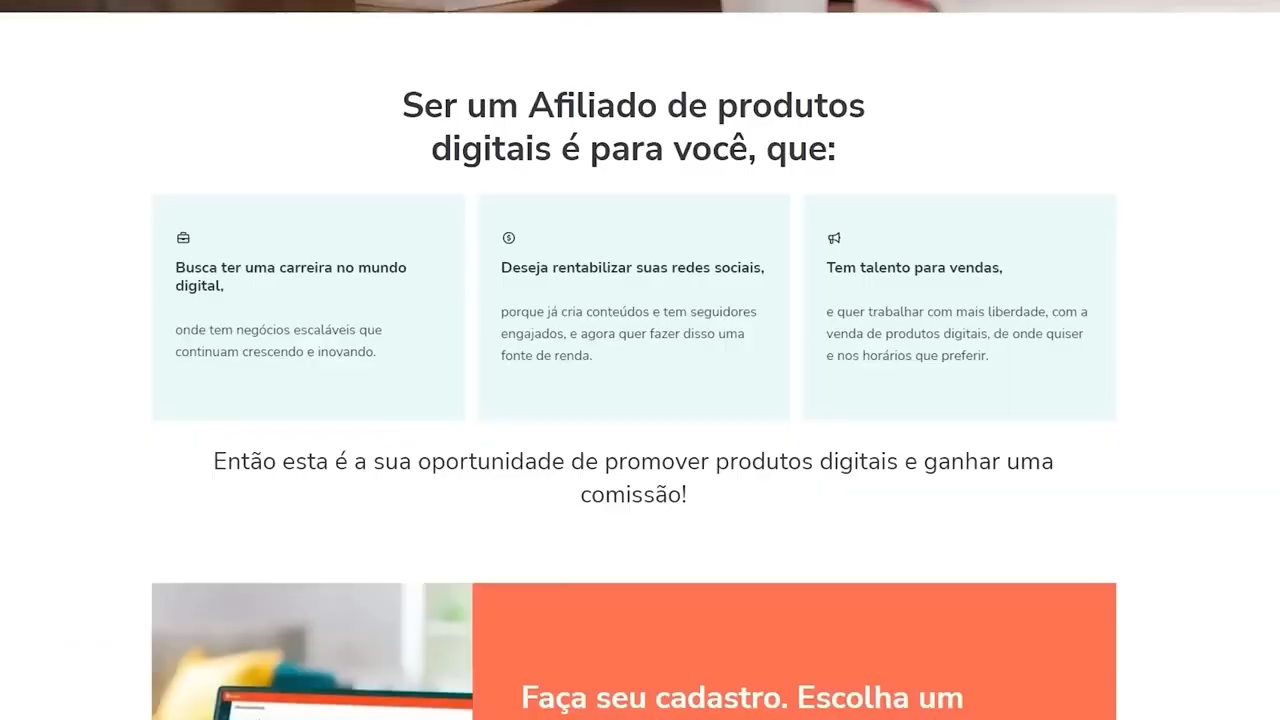 Ser um Afiliado de produtos
digitais é para você, que:
Busca ter uma carreira no mundo
digital,
onde tem negócios escaláveis que
continuam crescendo e inovando.
Deseja rentabilizar suas redes sociais,
porque já cria conteúdos e tem seguidores
engajados, e agora quer fazer disso uma
fonte de renda.
Tem talento para vendas,
e quer trabalhar com mais liberdade, com a
venda de produtos digitais, de onde quiser
e nos horários que preferir.
Então esta é a sua oportunidade de promover produtos digitais e ganhar uma
comissão!
Faça seu cadastro. Escolha um